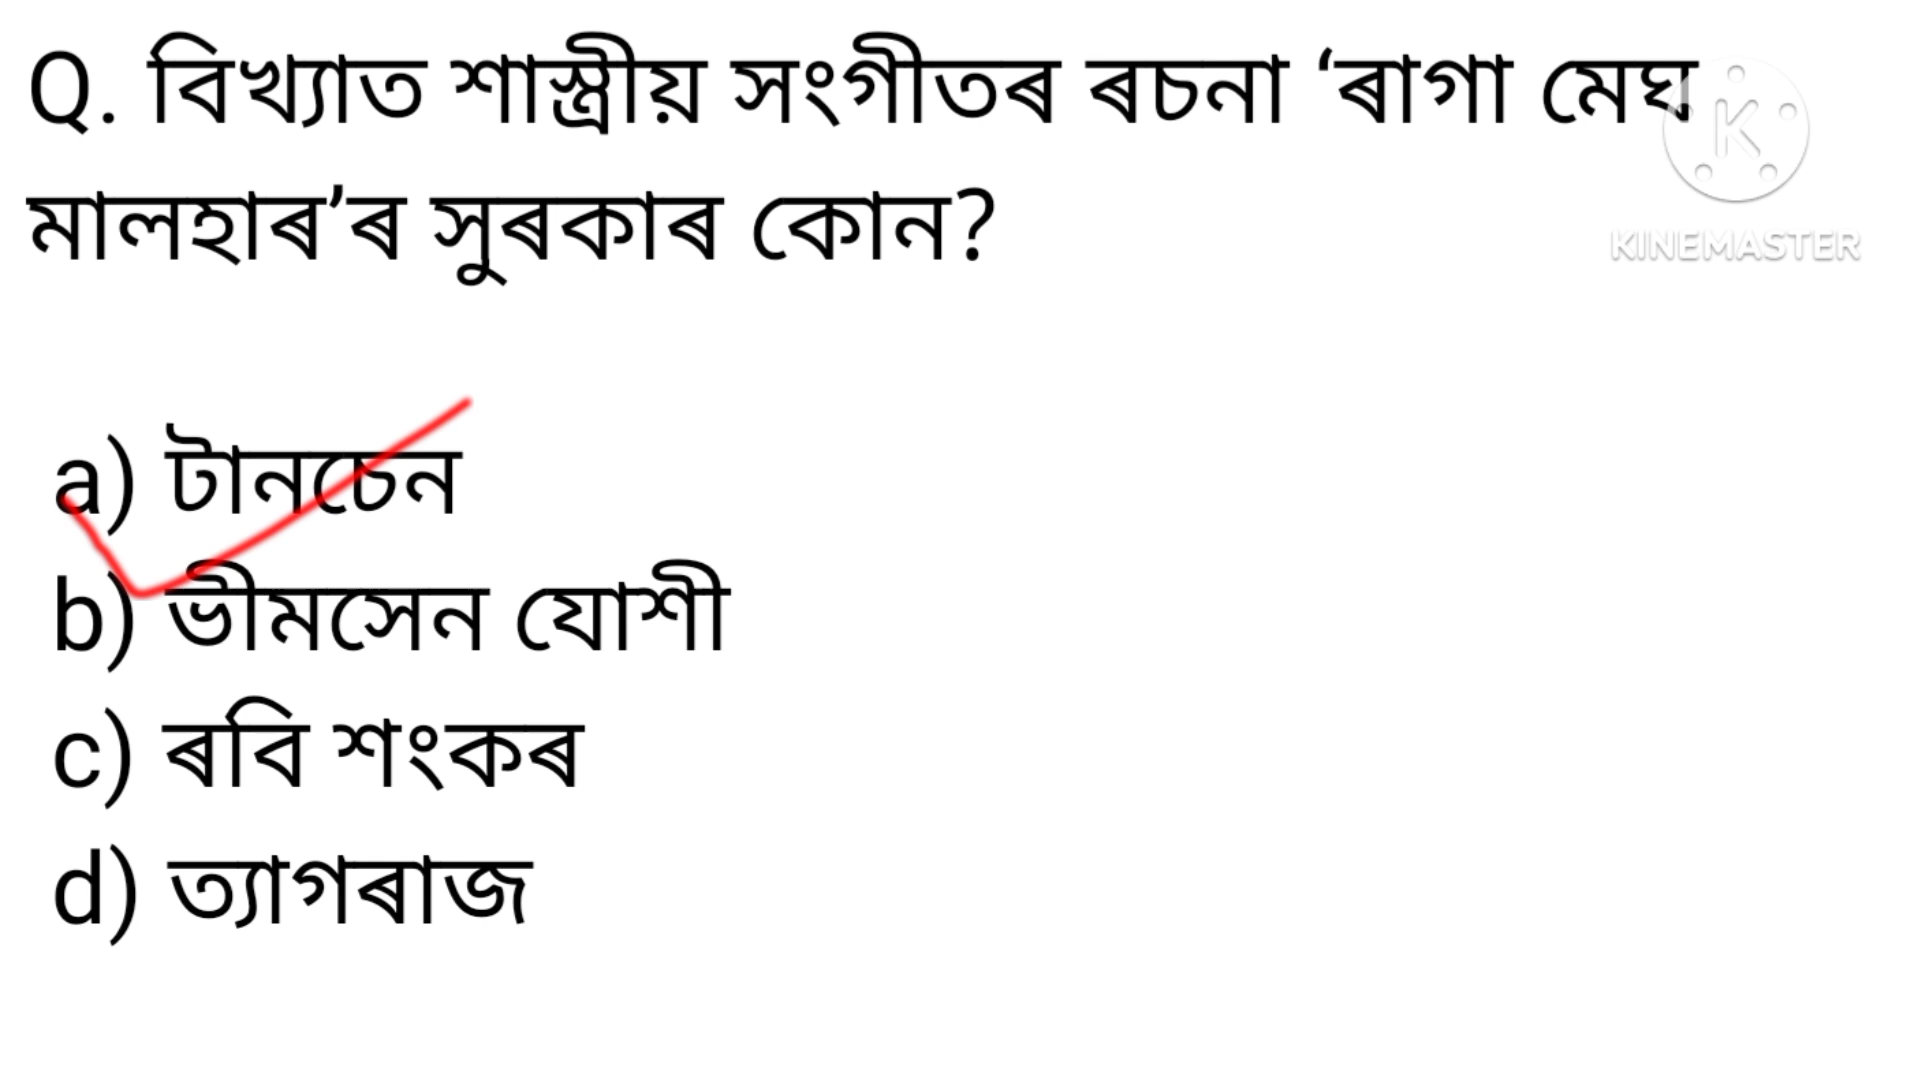 Q. বিখ্যাত শাস্ত্ৰীয় সংগীতৰ ৰচনা ‘ৰাগা মেঘ
মালহাৰ’ৰ সুৰকাৰ কোন?
K
KINEMASTER
a) টানচেন
b) ভীমসেন যোশী
c) ৰবি শংকৰ
d) ত্যাগৰাজ